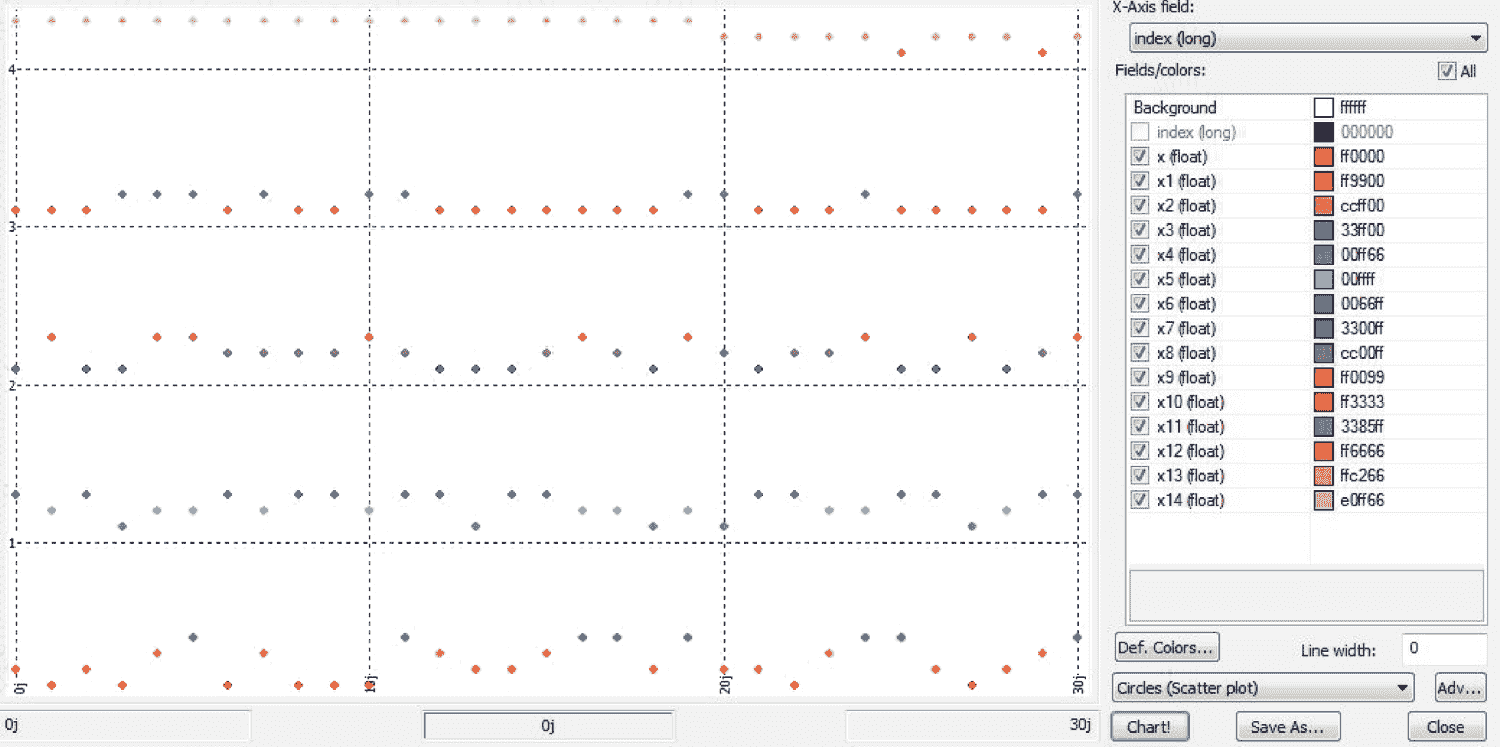 X-Axis field:
index (long)
Fields/colors:
All
Background ffffff
index (long) 000000
x (float) ff0000
x1 (float) ff9900
x2 (float) ccff00
x3 (float) 33ff00
x4 (float) 00ff66
x5 (float) 00ffff
x6 (float) 0066ff
x7 (float) 3300ff
x8 (float) cc00ff
x9 (float) ff0099
x10 (float) ff3333
x11 (float) 3385ff
x12 (float) ff6666
x13 (float) ffc266
x14 (float) e0ff66
4
3
2
1
0j 10j 20j 30j
Def. Colors...
Line width: 0
Circles (Scatter plot)
Adv...
0j 0j 30j
Chart! Save As... Close